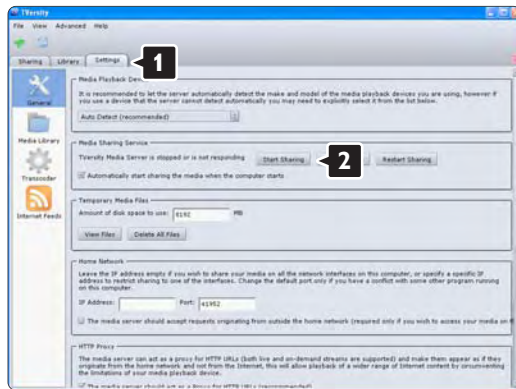 TVersity
File View Advanced Help
Sharing Library Settings
1
General
Media Library
Transcoder
Internet Feeds
Media Playback
It is recommended to let the server automatically detect the make and model of the media playback devices you are using, however if
you use a device that the server cannot detect automatically you may need to explicitly select it from the list below.
Auto Detect (recommended)
Media Sharing Service
TVersity Media Server is stopped or is not responding Start Sharing 2 Restart Sharing
Automatically start sharing the media when the computer starts
Temporary Media Files
Amount of disk space to use: 8192 MB
View Files Delete All Files
Home Network
Leave the IP address empty if you wish to share your media on all the network interfaces on this computer, or specify a specific IP
address to restrict sharing to one of the interfaces. Change the default port only if you have a conflict with some other program running
on this computer.
IP Address: Port: 41952
The media server should accept requests originating from outside the home network (required only if you wish to access your media on
HTTP Proxy
The media server can act as a proxy for HTTP URLs (both live and on-demand streams are supported) and make them appear as if they
originate from the home network and not from the Internet, this will allow playback of a wider range of Internet content by circumventing
the limitations of your media playback device.
The media server should act as a Proxy for HTTP URLs (recommended)